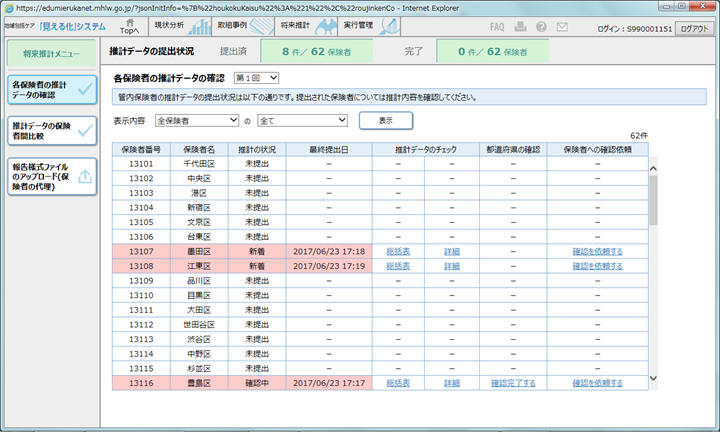 https://edumierukanet.mhlw.go.jp/?jsonInitInfo=%7B%22houkokuKaisu%22%3A%221%22%2C%22roujinkenCo - Internet Explorer
地域包括ケア「見える化」システム Topへ 現状分析 取組事例 将来推計 実行管理 FAQ ログイン：S990001151 ログアウト
将来推計メニュー
各保険者の推計データの確認
推計データの保険者間比較
報告様式ファイルのアップロード(保険者の代理)
推計データの提出状況 提出済 8 件／ 62 保険者 完了 0 件／ 62 保険者
各保険者の推計データの確認 第１回
管内保険者の推計データの提出状況は以下の通りです。提出された保険者については推計内容を確認してください。
表示内容 全保険者 の 全て 表示
62件
保険者番号 保険者名 推計の状況 最終提出日 推計データのチェック 都道府県の確認 保険者への確認依頼
13101 千代田区 未提出 － － － － －
13102 中央区 未提出 － － － － －
13103 港区 未提出 － － － － －
13104 新宿区 未提出 － － － － －
13105 文京区 未提出 － － － － －
13106 台東区 未提出 － － － － －
13107 墨田区 新着 2017/06/23 17:18 総括表 詳細 － 確認を依頼する
13108 江東区 新着 2017/06/23 17:19 総括表 詳細 － 確認を依頼する
13109 品川区 未提出 － － － － －
13110 目黒区 未提出 － － － － －
13111 大田区 未提出 － － － － －
13112 世田谷区 未提出 － － － － －
13113 渋谷区 未提出 － － － － －
13114 中野区 未提出 － － － － －
13115 杉並区 未提出 － － － － －
13116 豊島区 確認中 2017/06/23 17:17 総括表 詳細 確認完了する 確認を依頼する